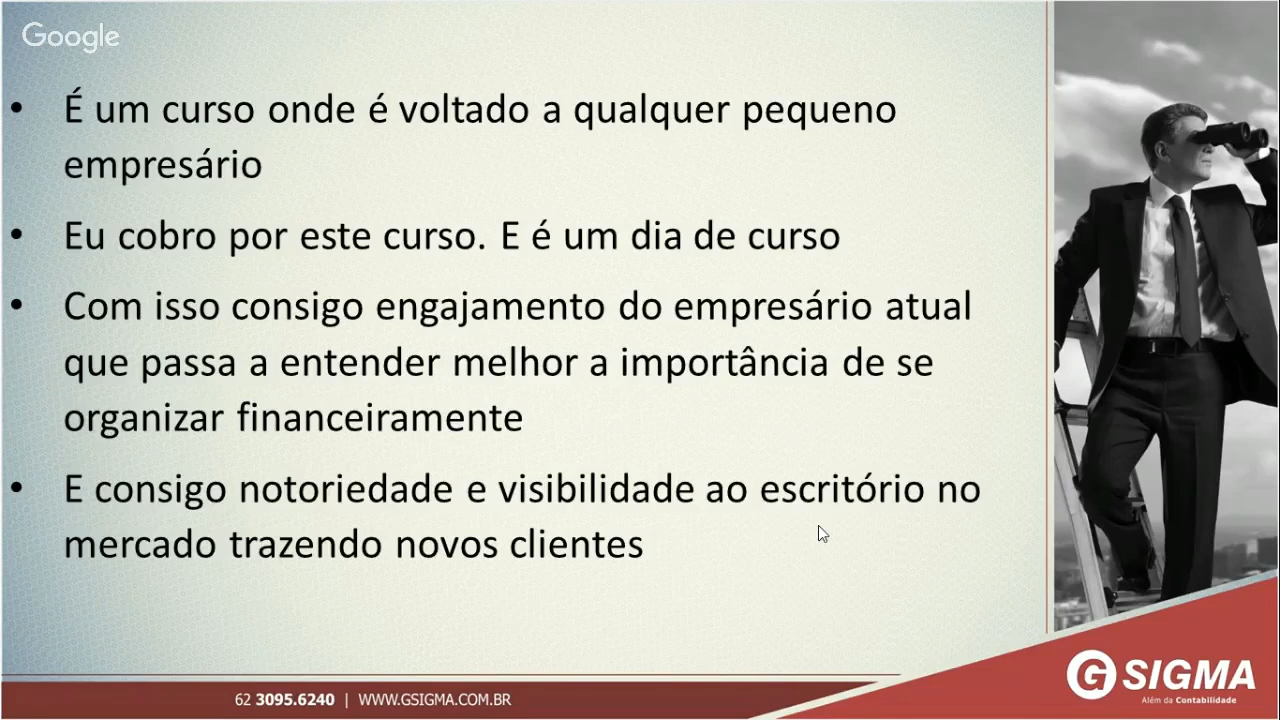 Google
• É um curso onde é voltado a qualquer pequeno
empresário
• Eu cobro por este curso. E é um dia de curso
• Com isso consigo engajamento do empresário atual
que passa a entender melhor a importância de se
organizar financeiramente
• E consigo notoriedade e visibilidade ao escritório no
mercado trazendo novos clientes
G SIGMA
Além da Contabilidade
62 3095.6240 | WWW.GSIGMA.COM.BR